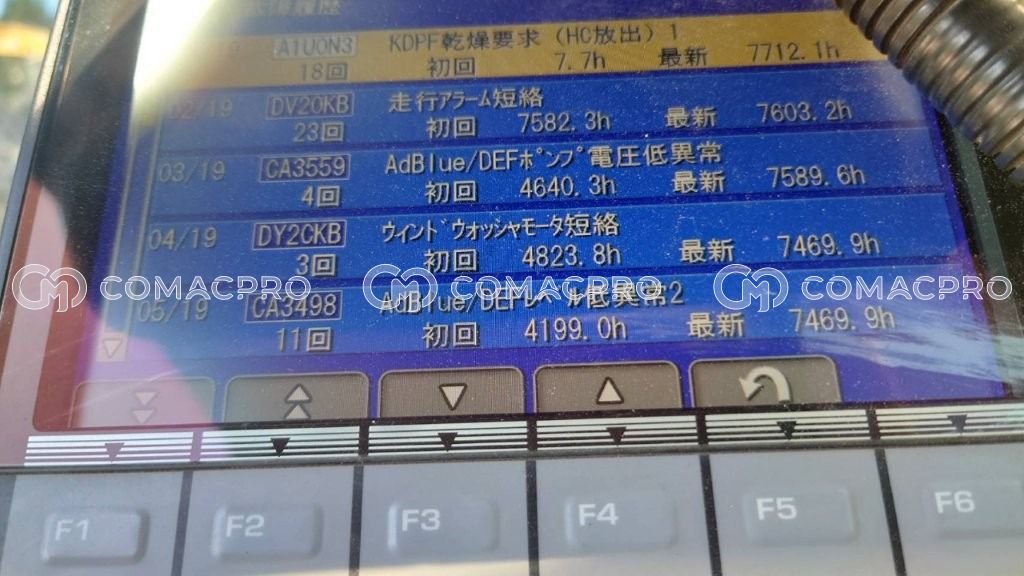 A1U0N3 KDPF乾燥要求（HC放出）1
18回 初回 7.7h 最新 7712.1h
02/19 DV20KB 走行アラーム短絡
23回 初回 7582.3h 最新 7603.2h
03/19 CA3559 AdBlue/DEFポンプ電圧低異常
4回 初回 4640.3h 最新 7589.6h
04/19 DY2CKB ウインドウォッシャモータ短絡
3回 初回 4823.8h 最新 7469.9h
COMACPRO COMACPRO COMACPRO
05/19 CA3498 AdBlue/DEFレベル低異常2
11回 初回 4199.0h 最新 7469.9h
F1 F2 F3 F4 F5 F6